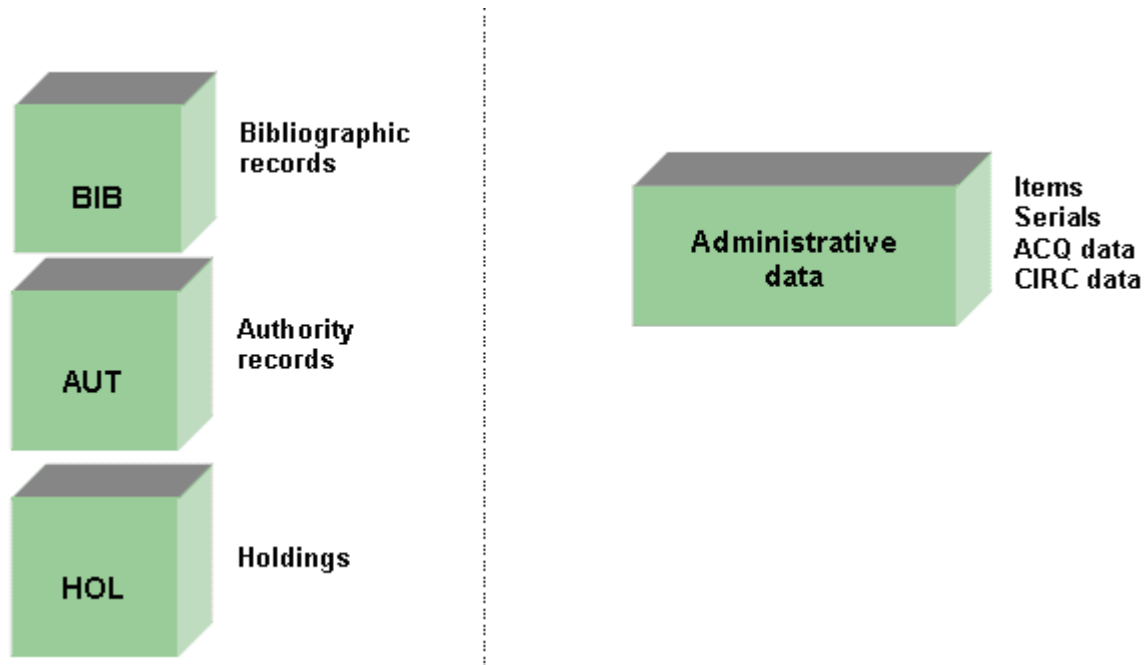 BIB
Bibliographic
records
AUT
Authority
records
HOL
Holdings
Administrative
data
Items
Serials
ACQ data
CIRC data